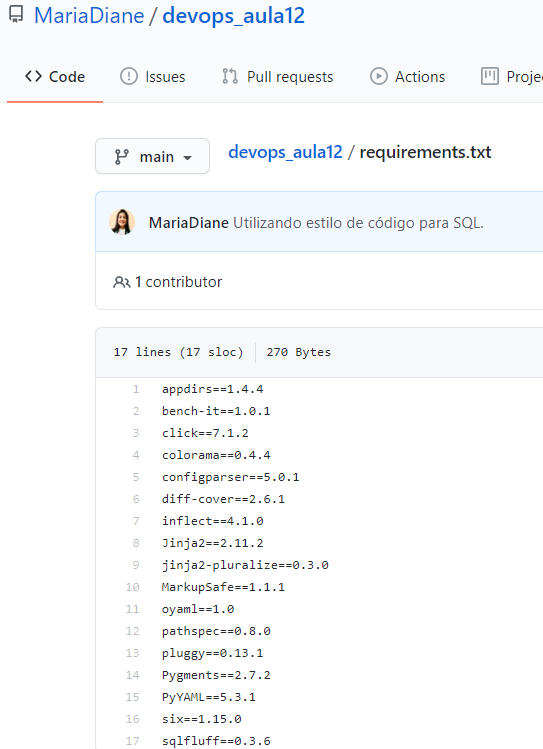 MariaDiane / devops_aula12
Code Issues Pull requests Actions Proje
main devops_aula12 / requirements.txt
MariaDiane Utilizando estilo de código para SQL.
1 contributor
17 lines (17 sloc) 270 Bytes
1 appdirs==1.4.4
2 bench-it==1.0.1
3 click==7.1.2
4 colorama==0.4.4
5 configparser==5.0.1
6 diff-cover==2.6.1
7 inflect==4.1.0
8 Jinja2==2.11.2
9 jinja2-pluralize==0.3.0
10 MarkupSafe==1.1.1
11 oyaml==1.0
12 pathspec==0.8.0
13 pluggy==0.13.1
14 Pygments==2.7.2
15 PyYAML==5.3.1
16 six==1.15.0
17 sqlfluff==0.3.6